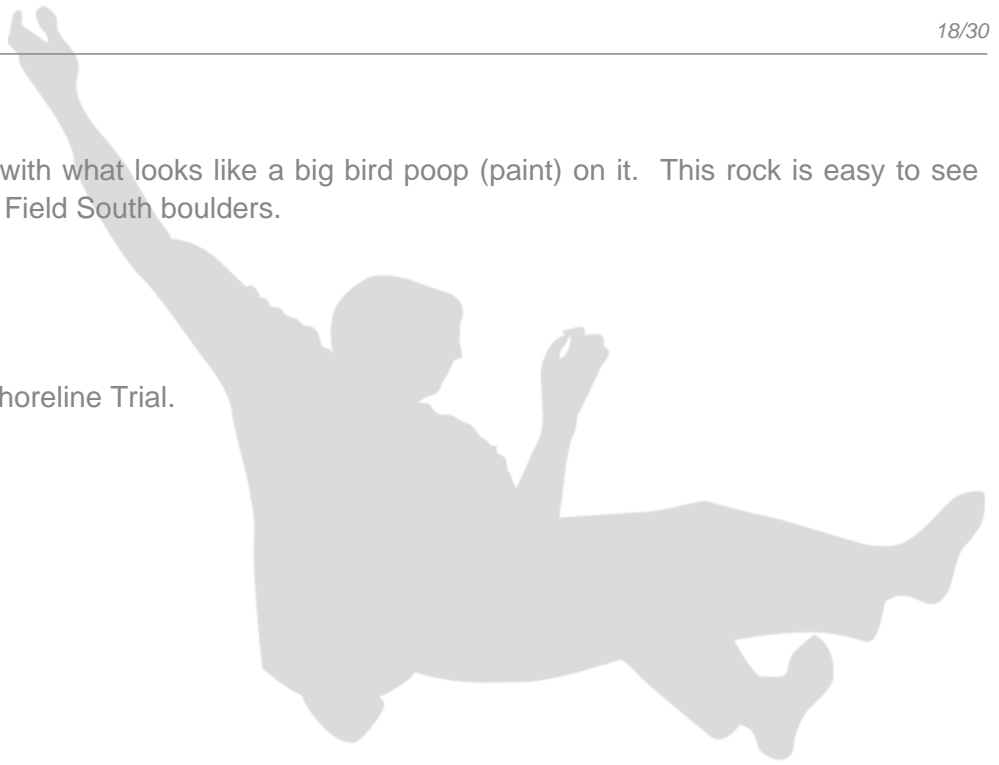 18/30
with what looks like a big bird poop (paint) on it. This rock is easy to see
Field South boulders.
horeline Trial.